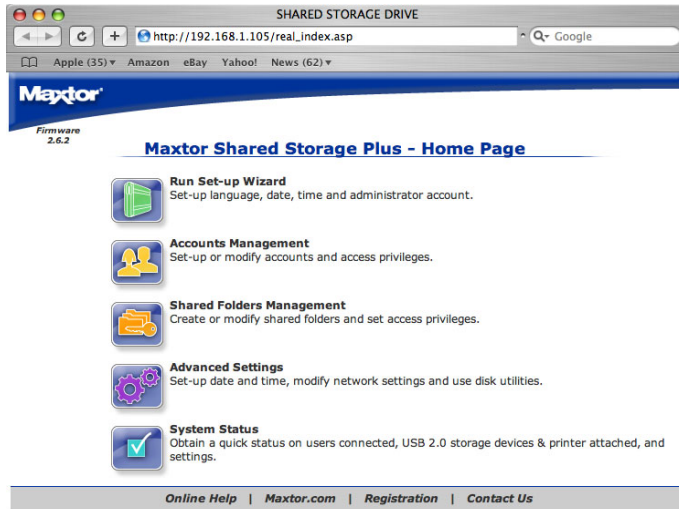 SHARED STORAGE DRIVE
http://192.168.1.105/real_index.asp
Google
Apple (35) Amazon eBay Yahoo! News (62)
Maxtor
Firmware
2.6.2
Maxtor Shared Storage Plus - Home Page
Run Set-up Wizard
Set-up language, date, time and administrator account.
Accounts Management
Set-up or modify accounts and access privileges.
Shared Folders Management
Create or modify shared folders and set access privileges.
Advanced Settings
Set-up date and time, modify network settings and use disk utilities.
System Status
Obtain a quick status on users connected, USB 2.0 storage devices & printer attached, and
settings.
Online Help | Maxtor.com | Registration | Contact Us